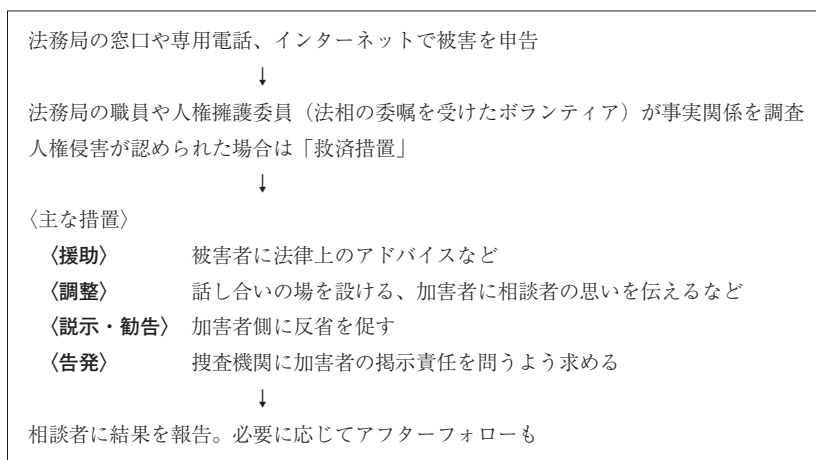 法務局の窓口や専用電話、インターネットで被害を申告
↓
法務局の職員や人権擁護委員（法相の委嘱を受けたボランティア）が事実関係を調査
人権侵害が認められた場合は「救済措置」
↓
〈主な措置〉
〈援助〉 被害者に法律上のアドバイスなど
〈調整〉 話し合いの場を設ける、加害者に相談者の思いを伝えるなど
〈説示・勧告〉 加害者側に反省を促す
〈告発〉 捜査機関に加害者の掲示責任を問うよう求める
↓
相談者に結果を報告。必要に応じてアフターフォローも